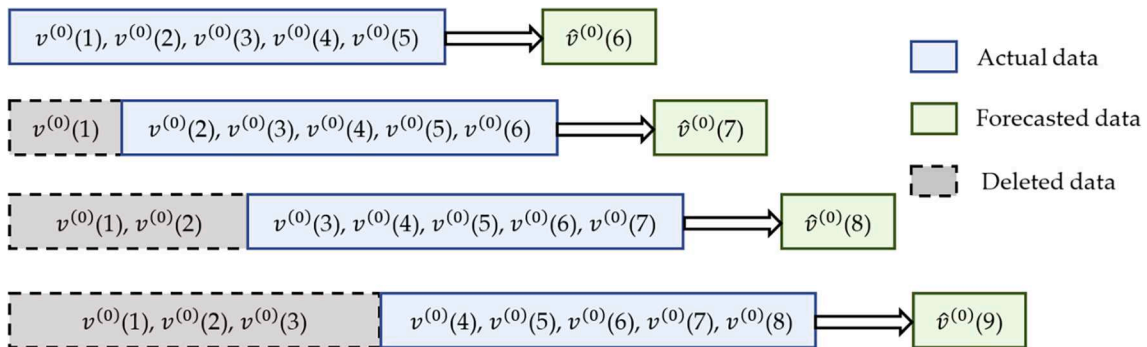 v⁽⁰⁾(1), v⁽⁰⁾(2), v⁽⁰⁾(3), v⁽⁰⁾(4), v⁽⁰⁾(5) v̂⁽⁰⁾(6)
Actual data
v⁽⁰⁾(1) v⁽⁰⁾(2), v⁽⁰⁾(3), v⁽⁰⁾(4), v⁽⁰⁾(5), v⁽⁰⁾(6) v̂⁽⁰⁾(7)
Forecasted data
Deleted data
v⁽⁰⁾(1), v⁽⁰⁾(2) v⁽⁰⁾(3), v⁽⁰⁾(4), v⁽⁰⁾(5), v⁽⁰⁾(6), v⁽⁰⁾(7) v̂⁽⁰⁾(8)
v⁽⁰⁾(1), v⁽⁰⁾(2), v⁽⁰⁾(3) v⁽⁰⁾(4), v⁽⁰⁾(5), v⁽⁰⁾(6), v⁽⁰⁾(7), v⁽⁰⁾(8) v̂⁽⁰⁾(9)